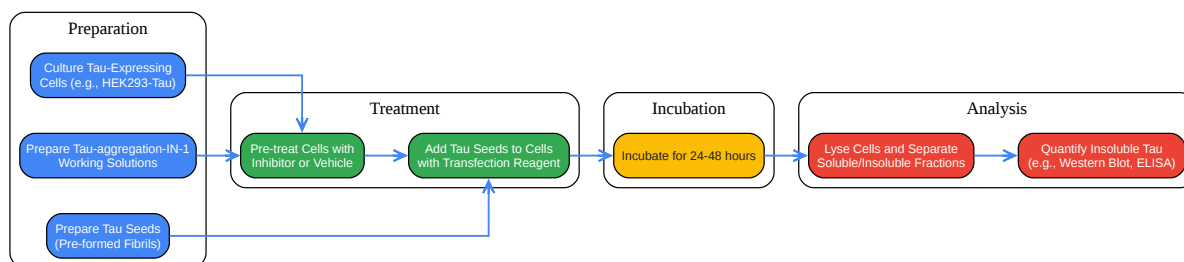 Preparation
Culture Tau-Expressing
Cells (e.g., HEK293-Tau)
Prepare Tau-aggregation-IN-1
Working Solutions
Prepare Tau Seeds
(Pre-formed Fibrils)
Treatment
Pre-treat Cells with
Inhibitor or Vehicle
Add Tau Seeds to Cells
with Transfection Reagent
Incubation
Incubate for 24-48 hours
Analysis
Lyse Cells and Separate
Soluble/Insoluble Fractions
Quantify Insoluble Tau
(e.g., Western Blot, ELISA)